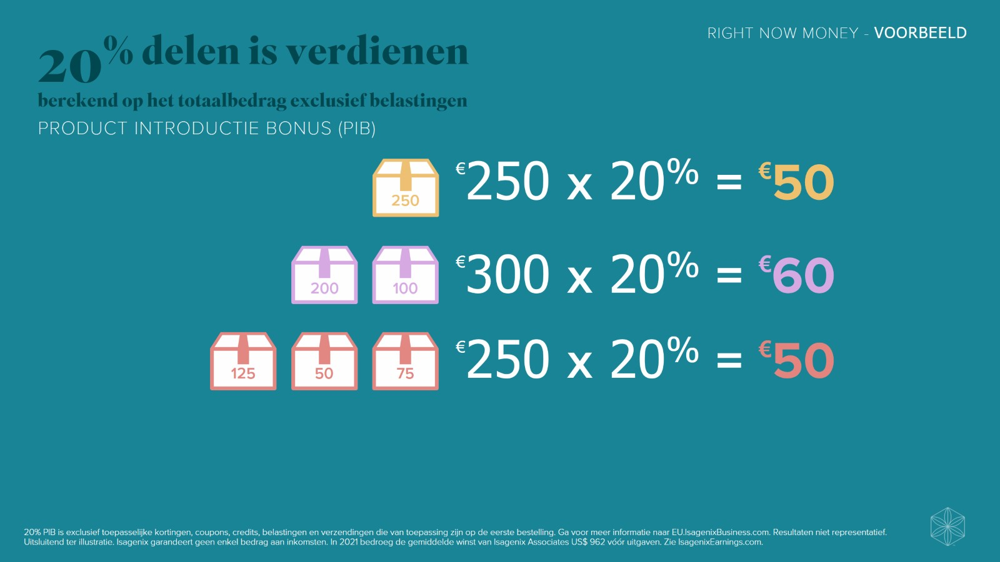 RIGHT NOW MONEY - VOORBEELD
20% delen is verdienen
berekend op het totaalbedrag exclusief belastingen
PRODUCT INTRODUCTIE BONUS (PIB)
250 €250 x 20% = €50
200 100 €300 x 20% = €60
125 50 75 €250 x 20% = €50
20% PIB is exclusief toepasselijke kortingen, coupons, credits, belastingen en verzendingen die van toepassing zijn op de eerste bestelling. Ga voor meer informatie naar EU.IsagenixBusiness.com. Resultaten niet representatief.
Uitsluitend ter illustratie. Isagenix garandeert geen enkel bedrag aan inkomsten. In 2021 bedroeg de gemiddelde winst van Isagenix Associates US$ 962 vóór uitgaven. Zie IsagenixEarnings.com.